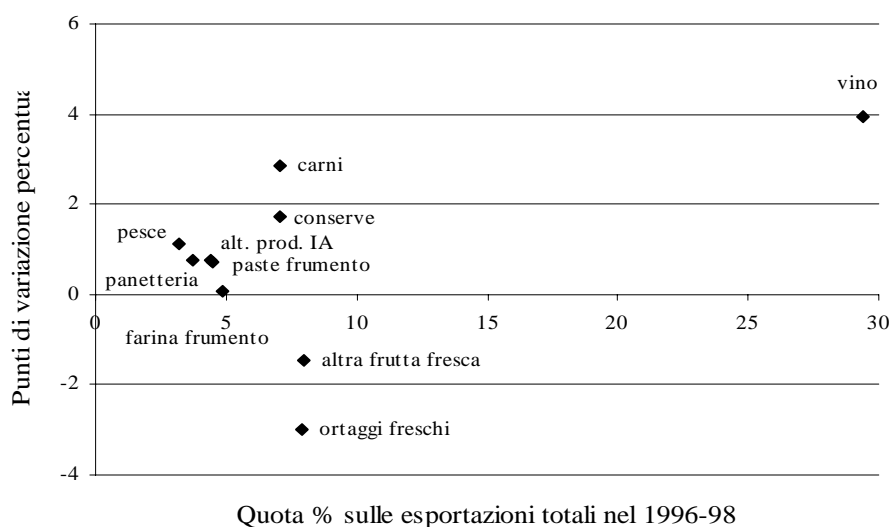 6
vino
4
carni
2
conserve
pesce
alt. prod. IA
paste frumento
panetteria
0
0 5 10 15 20 25 30
farina frumento
altra frutta fresca
-2
ortaggi freschi
-4
Punti di variazione
Quota % sulle esportazioni totali nel 1996-98